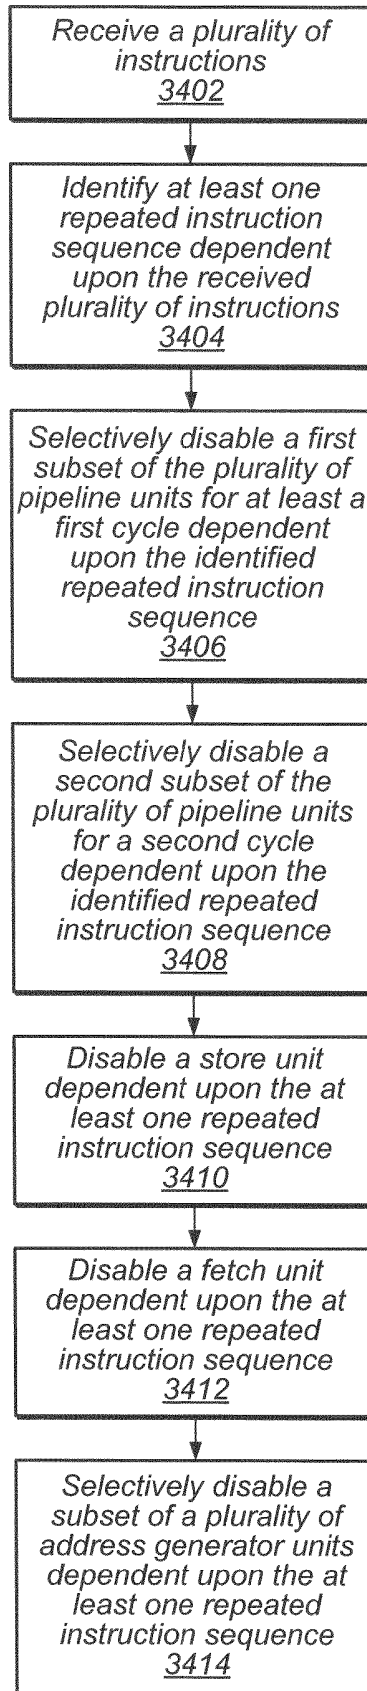 Receive a plurality of
instructions
3402
Identify at least one
repeated instruction
sequence dependent
upon the received
plurality of instructions
3404
Selectively disable a first
subset of the plurality of
pipeline units for at least a
first cycle dependent
upon the identified
repeated instruction
sequence
3406
Selectively disable a
second subset of the
plurality of pipeline units
for a second cycle
dependent upon the
identified repeated
instruction sequence
3408
Disable a store unit
dependent upon the at
least one repeated
instruction sequence
3410
Disable a fetch unit
dependent upon the at
least one repeated
instruction sequence
3412
Selectively disable a
subset of a plurality of
address generator units
dependent upon the at
least one repeated
instruction sequence
3414